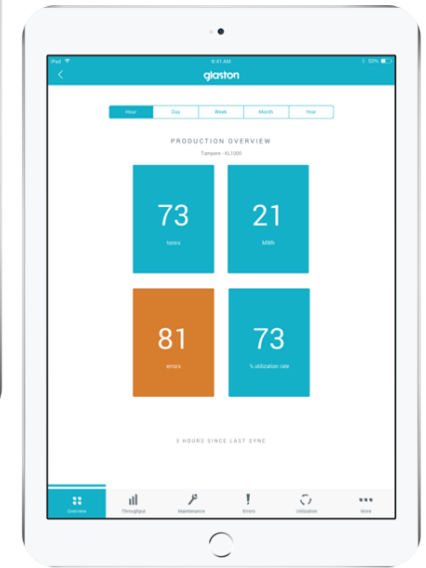 iPad 9:41 AM 50%
glaston
Hour Day Week Month Year
PRODUCTION OVERVIEW
Tampere - XL1000
73 21
tonns MWh
81 73
errors % utilization rate
3 HOURS SINCE LAST SYNC
Overview Throughput Maintenance Errors Utilization More